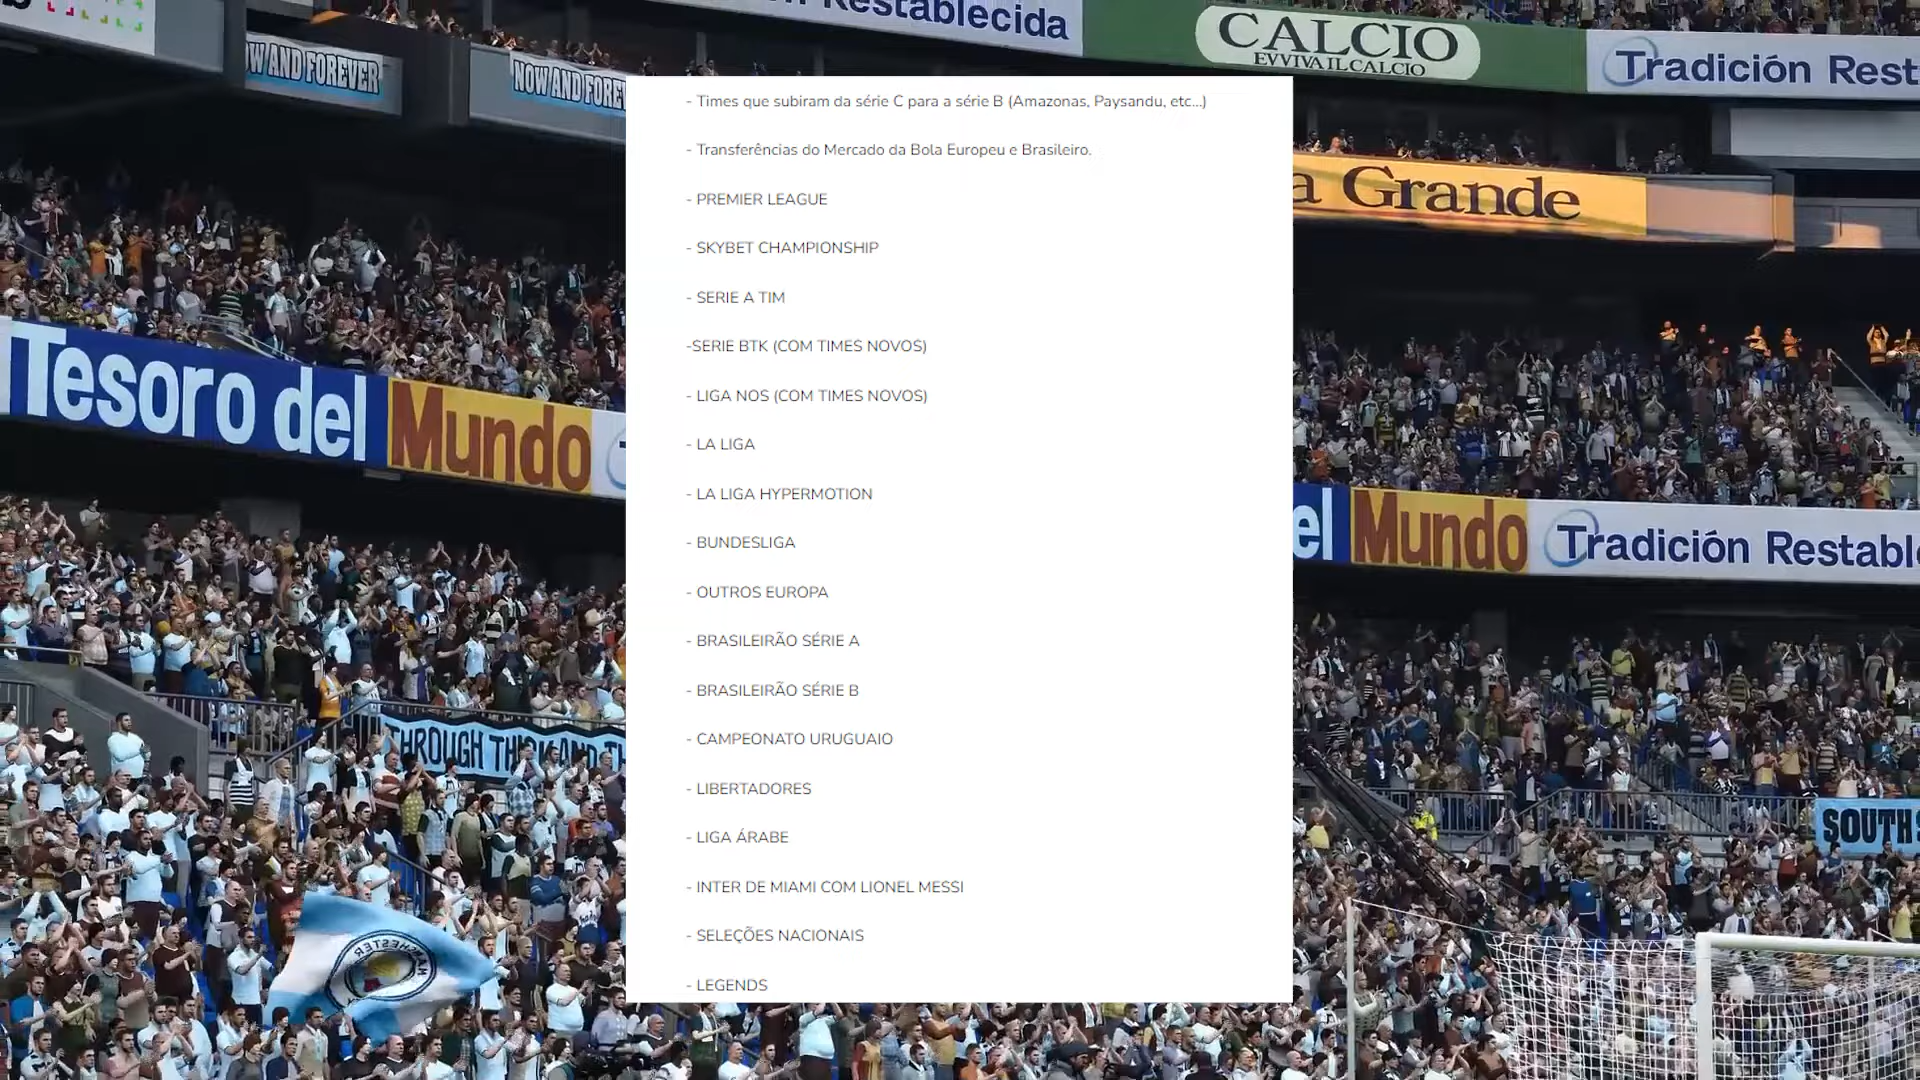 n Restablecida
CALCIO
EVVIVA IL CALCIO
Tradición Rest
OW AND FOREVER
NOW AND FORE
- Times que subiram da série C para a série B (Amazonas, Paysandu, etc...)
- Transferências do Mercado da Bola Europeu e Brasileiro.
- PREMIER LEAGUE
- SKYBET CHAMPIONSHIP
- SERIE A TIM
-SERIE BTK (COM TIMES NOVOS)
- LIGA NOS (COM TIMES NOVOS)
- LA LIGA
- LA LIGA HYPERMOTION
- BUNDESLIGA
- OUTROS EUROPA
- BRASILEIRÃO SÉRIE A
- BRASILEIRÃO SÉRIE B
- CAMPEONATO URUGUAIO
- LIBERTADORES
- LIGA ÁRABE
- INTER DE MIAMI COM LIONEL MESSI
- SELEÇÕES NACIONAIS
- LEGENDS
a Grande
Tesoro del Mundo
el Mundo Tradición Restabl
THROUGH THICK AND TH
SOUTH
MANCHESTER